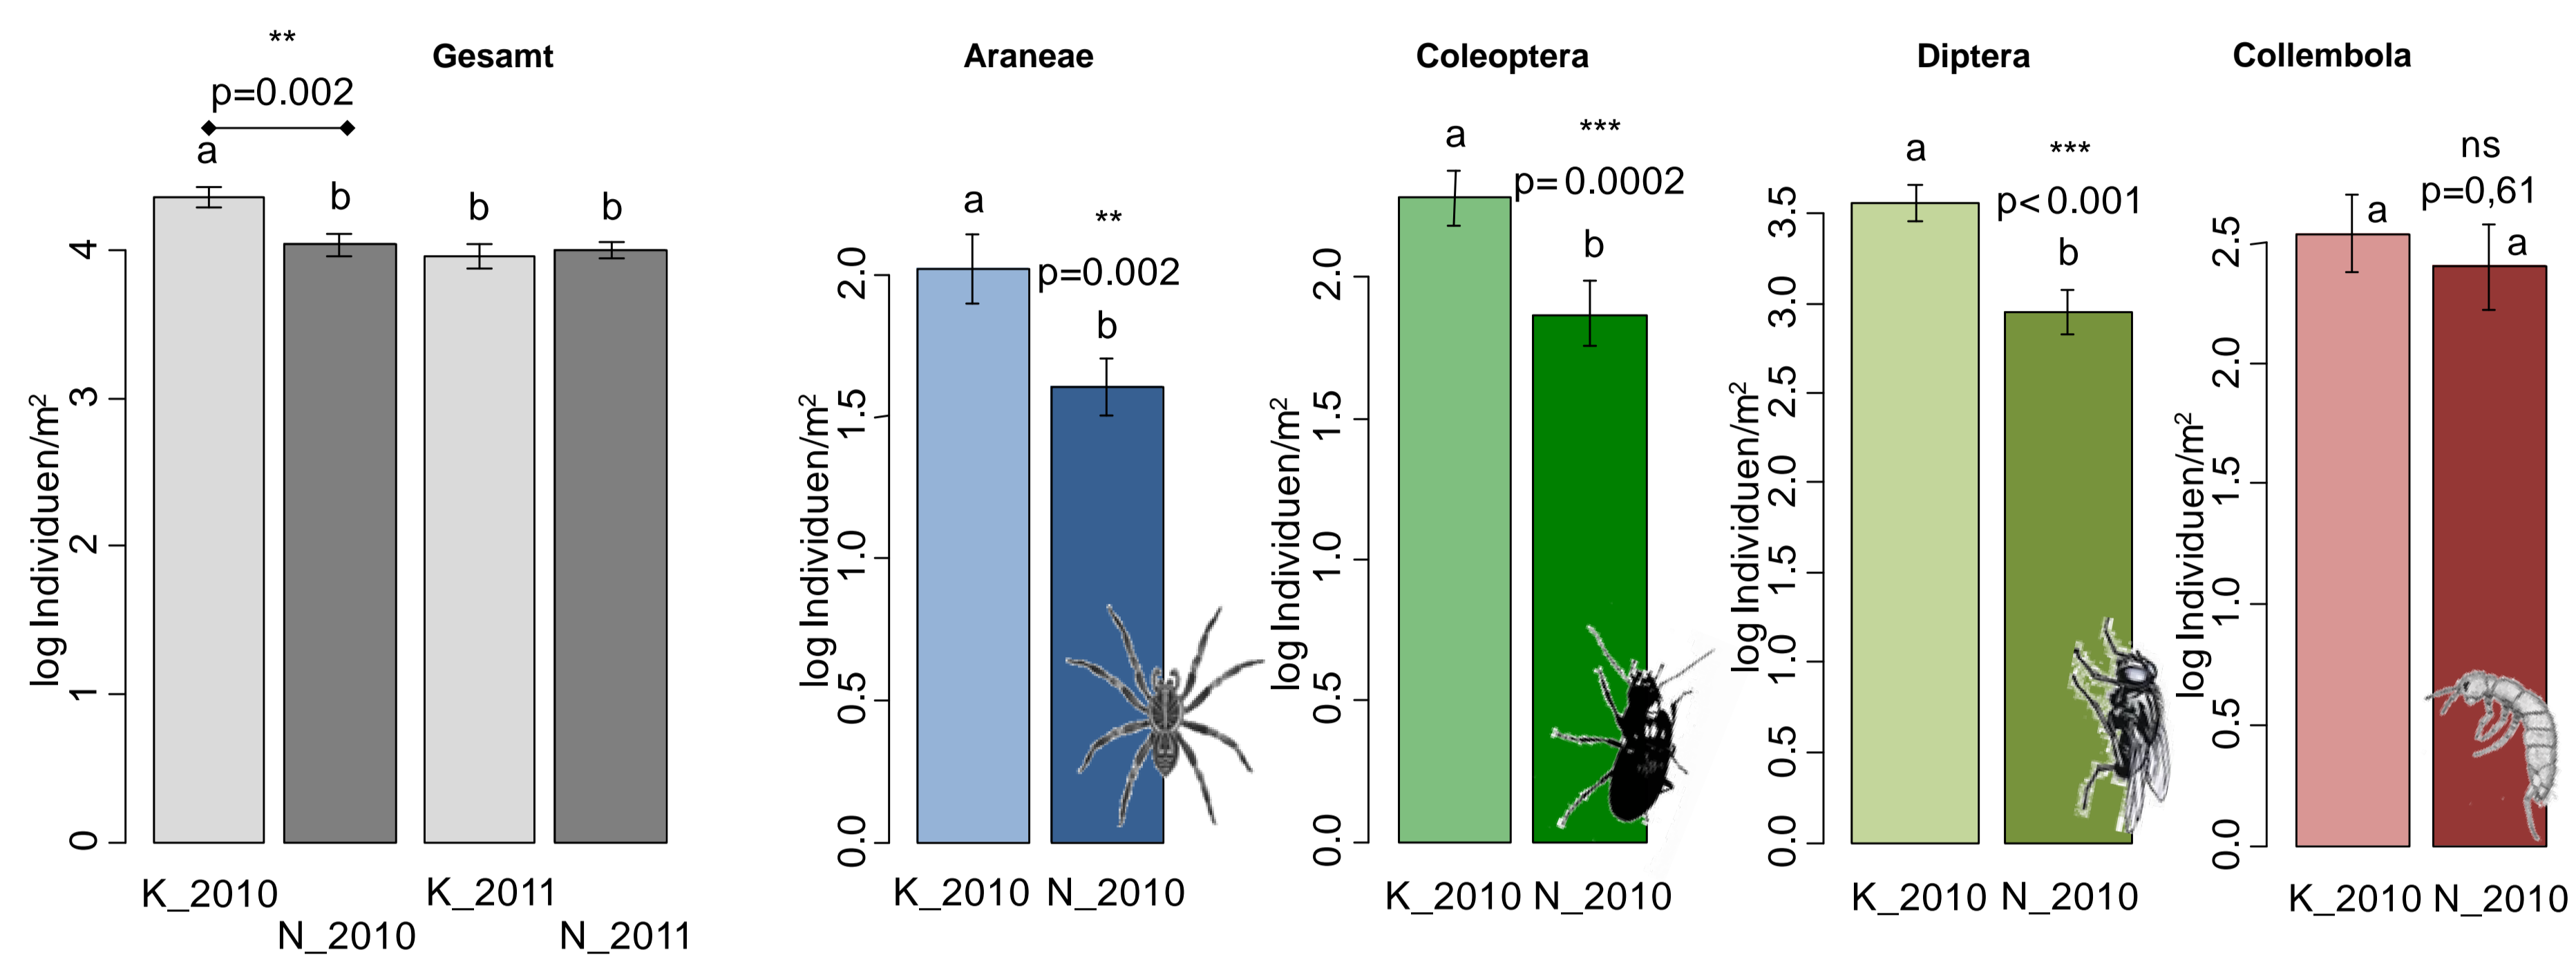 Gesamt
**
p=0.002
a
b
b
b
log Individuen/m²
4
3
2
1
0
K_2010
N_2010
K_2011
N_2011
Araneae
a
**
p=0.002
b
log Individuen/m²
2.0
1.5
1.0
0.5
0.0
K_2010
N_2010
Coleoptera
a
***
p= 0.0002
b
log Individuen/m²
2.0
1.5
1.0
0.5
0.0
K_2010
N_2010
Diptera
a
***
p< 0.001
b
log Individuen/m²
3.5
3.0
2.5
2.0
1.5
1.0
0.5
0.0
K_2010
N_2010
Collembola
ns
p=0,61
a
a
log Individuen/m²
2.5
2.0
1.5
1.0
0.5
0.0
K_2010
N_2010